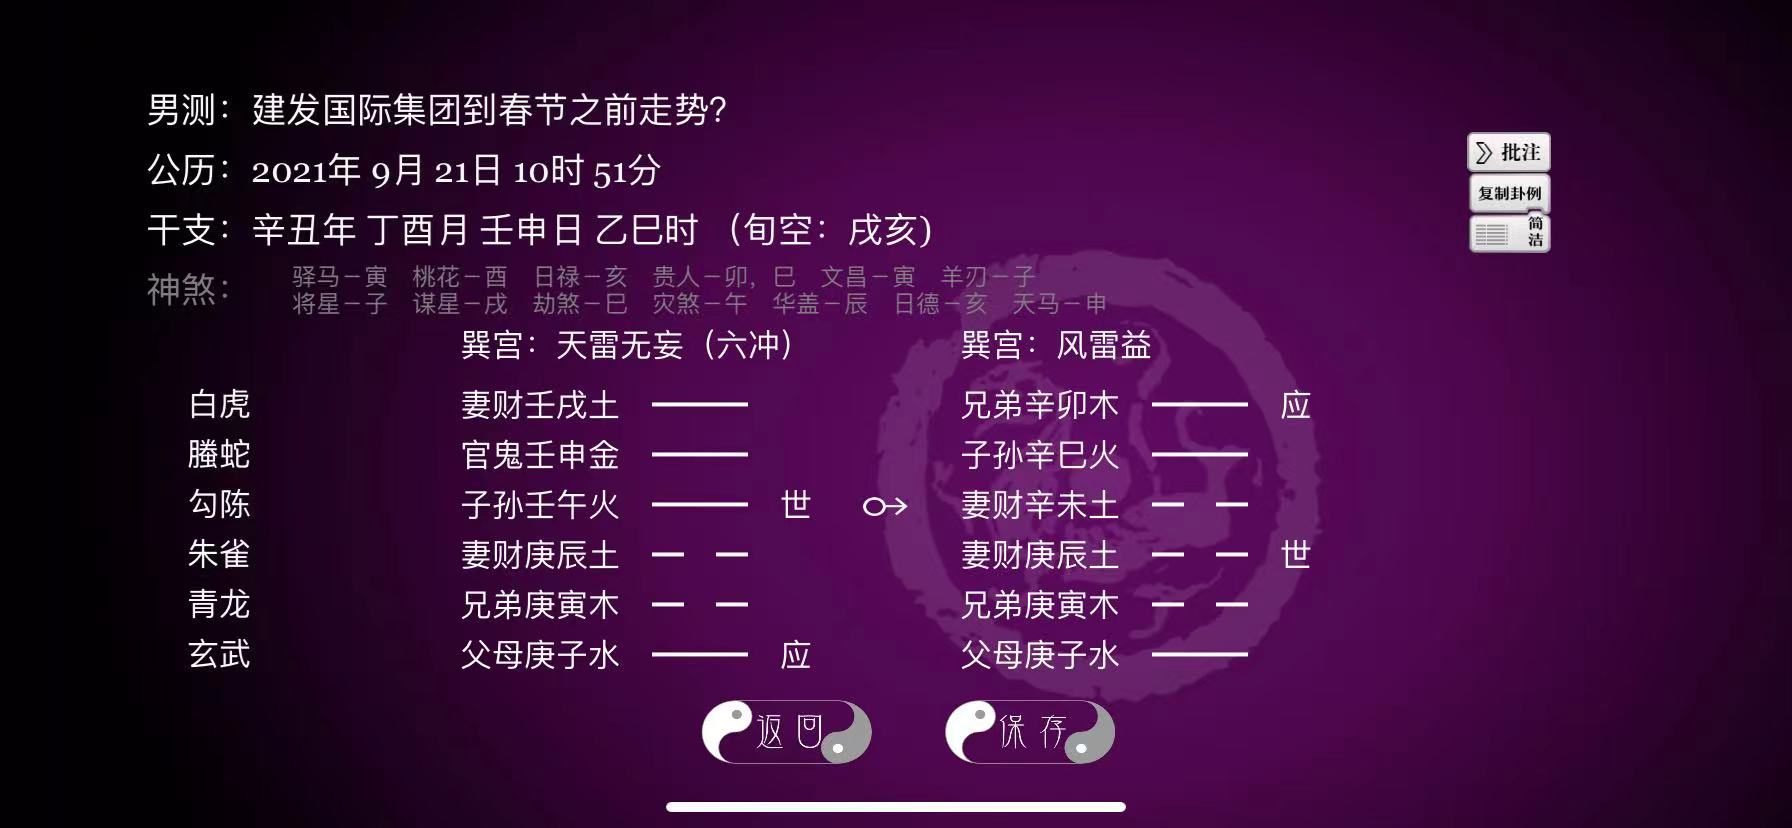 男测：建发国际集团到春节之前走势？
公历：2021年 9月 21日 10时 51分
干支：辛丑年 丁酉月 壬申日 乙巳时 （旬空：戌亥）
神煞： 驿马－寅 桃花－酉 日禄－亥 贵人－卯，巳 文昌－寅 羊刃－子
将星－子 谋星－戌 劫煞－巳 灾煞－午 华盖－辰 日德－亥 天马－申
批注
复制卦例
简洁
巽宫：天雷无妄（六冲） 巽宫：风雷益
白虎 妻财壬戌土 兄弟辛卯木 应
螣蛇 官鬼壬申金 子孙辛巳火
勾陈 子孙壬午火 世 妻财辛未土
朱雀 妻财庚辰土 妻财庚辰土 世
青龙 兄弟庚寅木 兄弟庚寅木
玄武 父母庚子水 应 父母庚子水
返回 保存